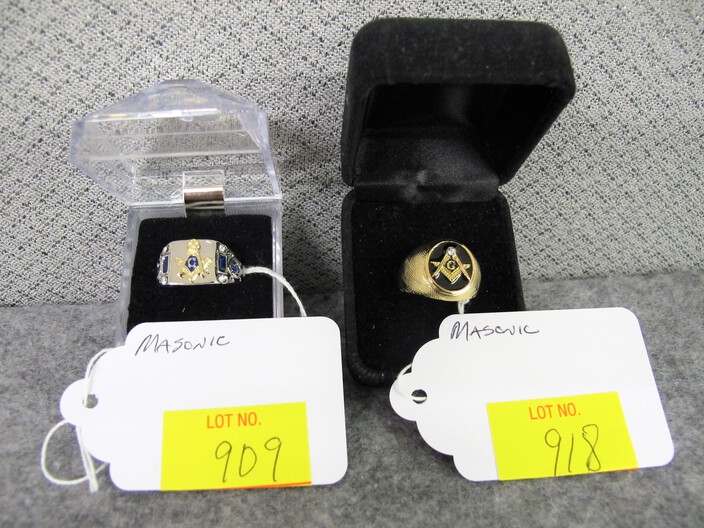 G
G
MASONIC
LOT NO.
909
MASONIC
LOT NO.
918